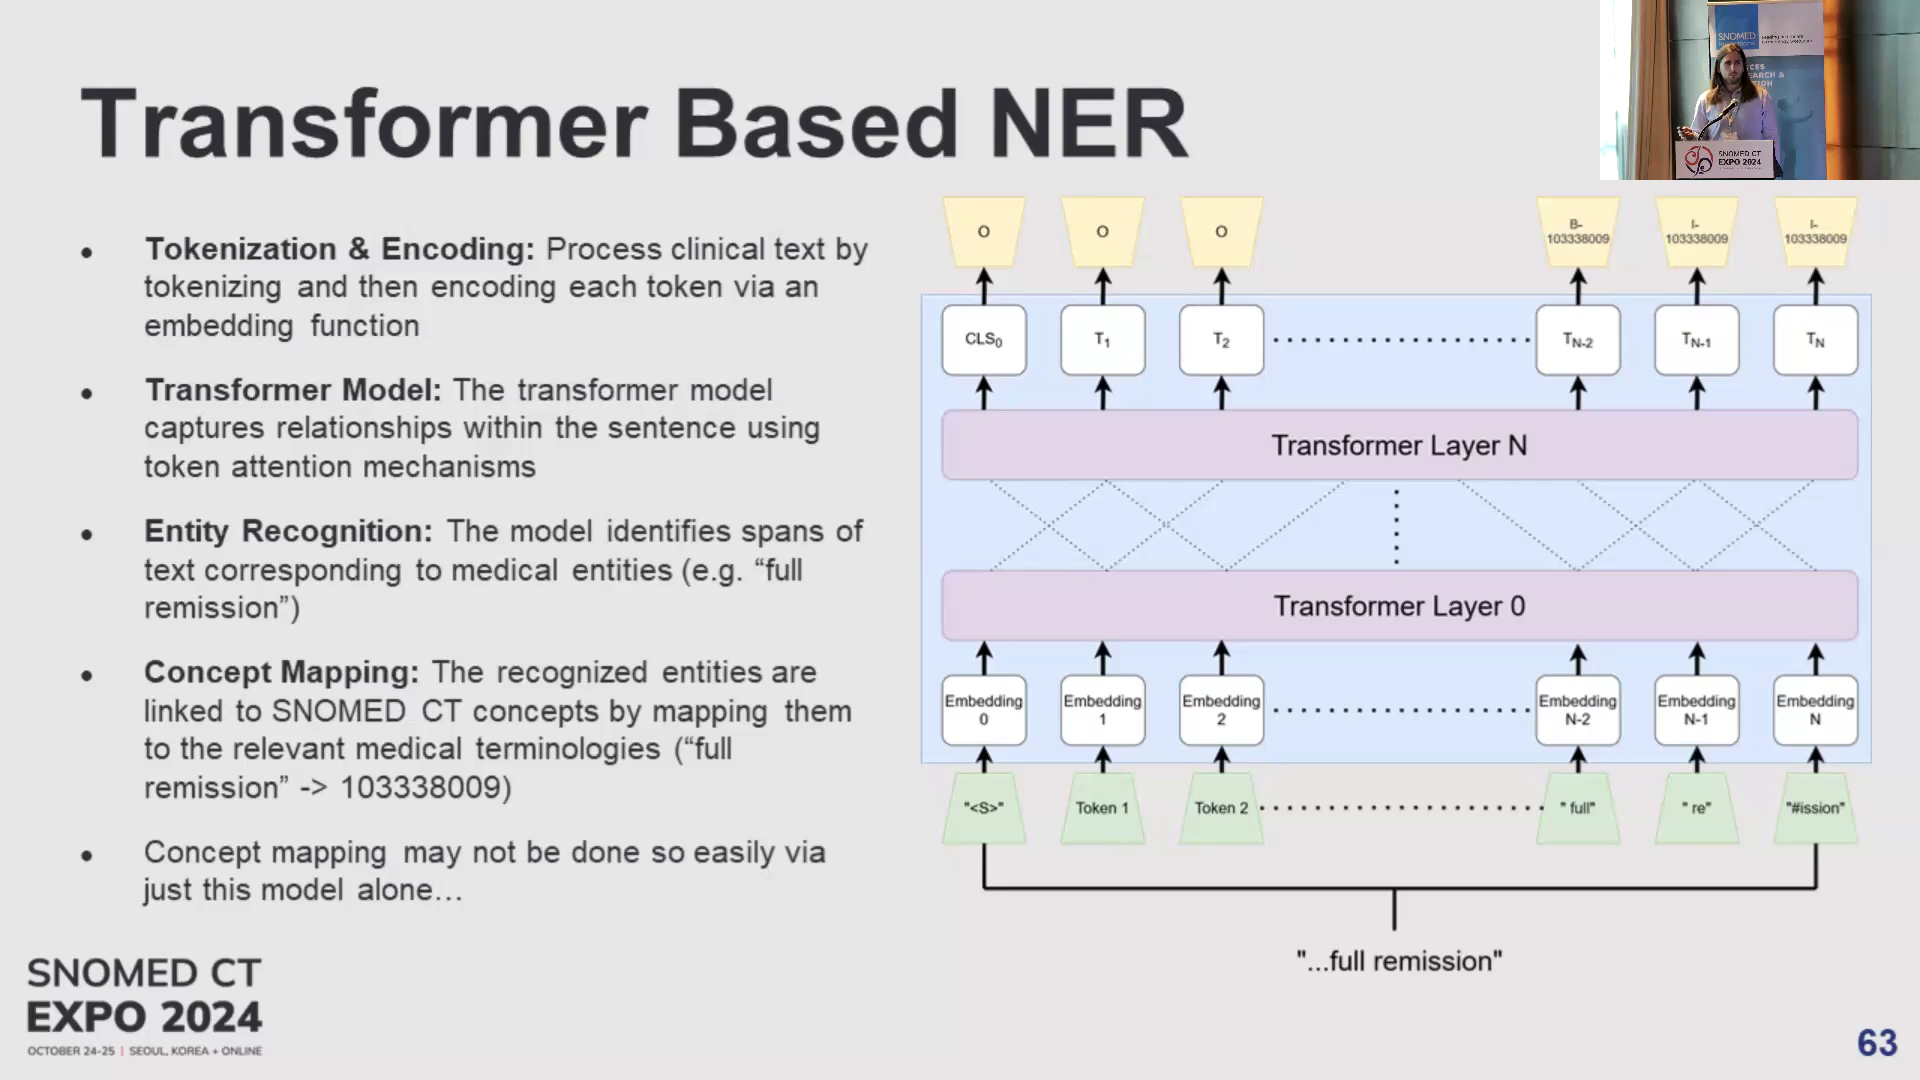 Transformer Based NER
• Tokenization & Encoding: Process clinical text by
tokenizing and then encoding each token via an
embedding function
• Transformer Model: The transformer model
captures relationships within the sentence using
token attention mechanisms
• Entity Recognition: The model identifies spans of
text corresponding to medical entities (e.g. “full
remission”)
• Concept Mapping: The recognized entities are
linked to SNOMED CT concepts by mapping them
to the relevant medical terminologies (“full
remission” -> 103338009)
• Concept mapping may not be done so easily via
just this model alone…
O O O B-103338009 I-103338009 I-103338009
CLS0 T1 T2 TN-2 TN-1 TN
Transformer Layer N
Transformer Layer 0
Embedding 0 Embedding 1 Embedding 2 Embedding N-2 Embedding N-1 Embedding N
"<S>" Token 1 Token 2 " full" " re" "#ission"
"...full remission"
SNOMED CT
EXPO 2024
OCTOBER 24-25 | SEOUL, KOREA + ONLINE
63
SNOMED
SNOMED CT
EXPO 2024